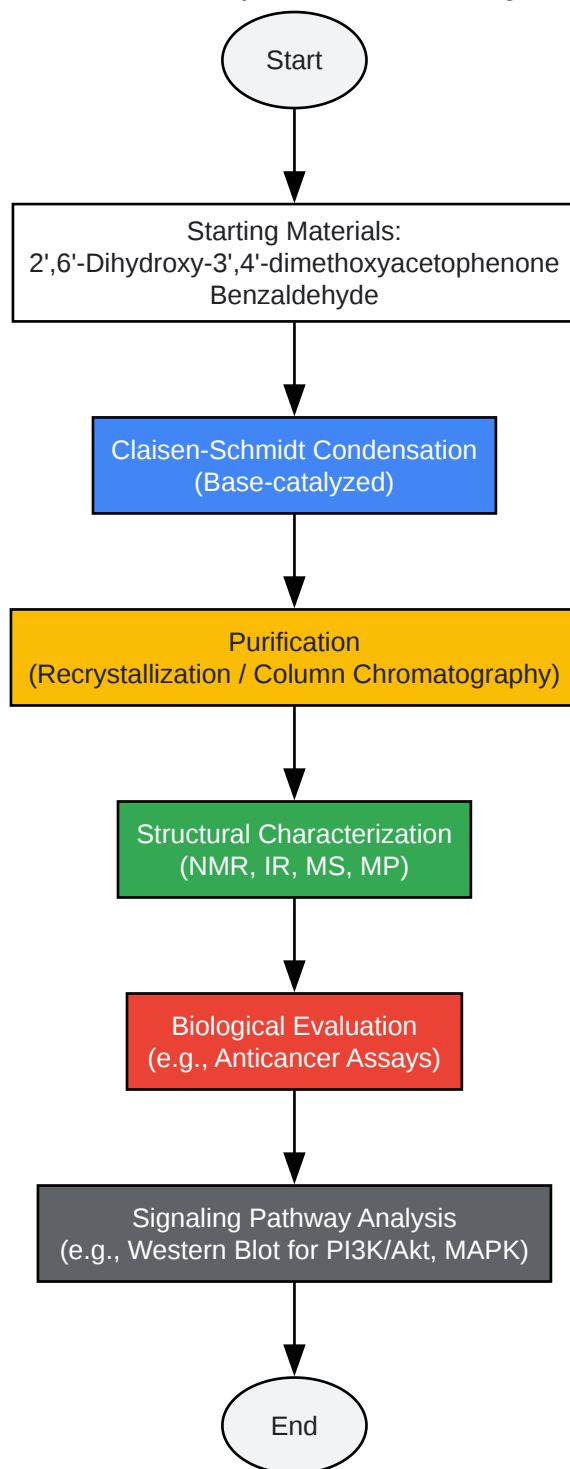 Start
Starting Materials:
2',6'-Dihydroxy-3',4'-dimethoxyacetophenone
Benzaldehyde
Claisen-Schmidt Condensation
(Base-catalyzed)
Purification
(Recrystallization / Column Chromatography)
Structural Characterization
(NMR, IR, MS, MP)
Biological Evaluation
(e.g., Anticancer Assays)
Signaling Pathway Analysis
(e.g., Western Blot for PI3K/Akt, MAPK)
End